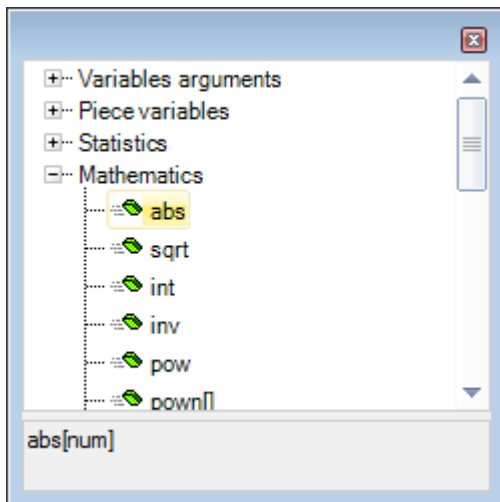 Variables arguments
Piece variables
Statistics
Mathematics
abs
sqrt
int
inv
pow
pown[]
abs[num]